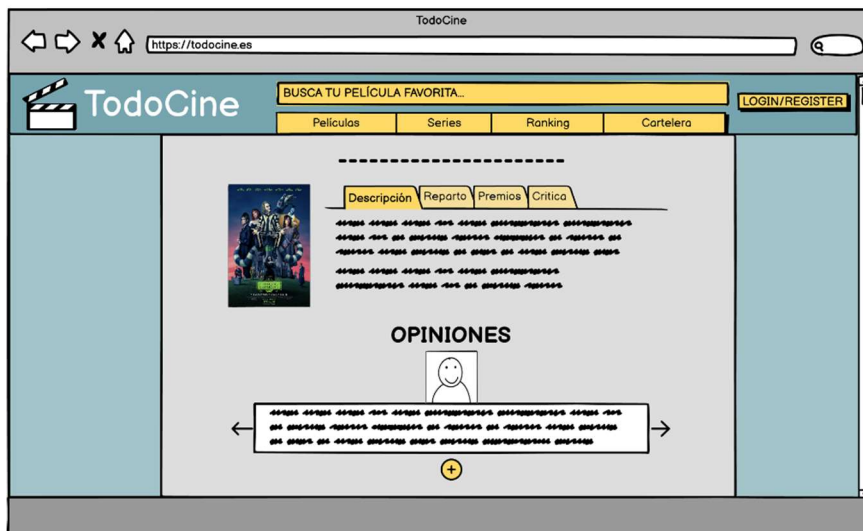 TodoCine
https://todocine.es
TodoCine
BUSCA TU PELÍCULA FAVORITA...
LOGIN/REGISTER
Películas Series Ranking Cartelera
Descripción Reparto Premios Critica
OPINIONES